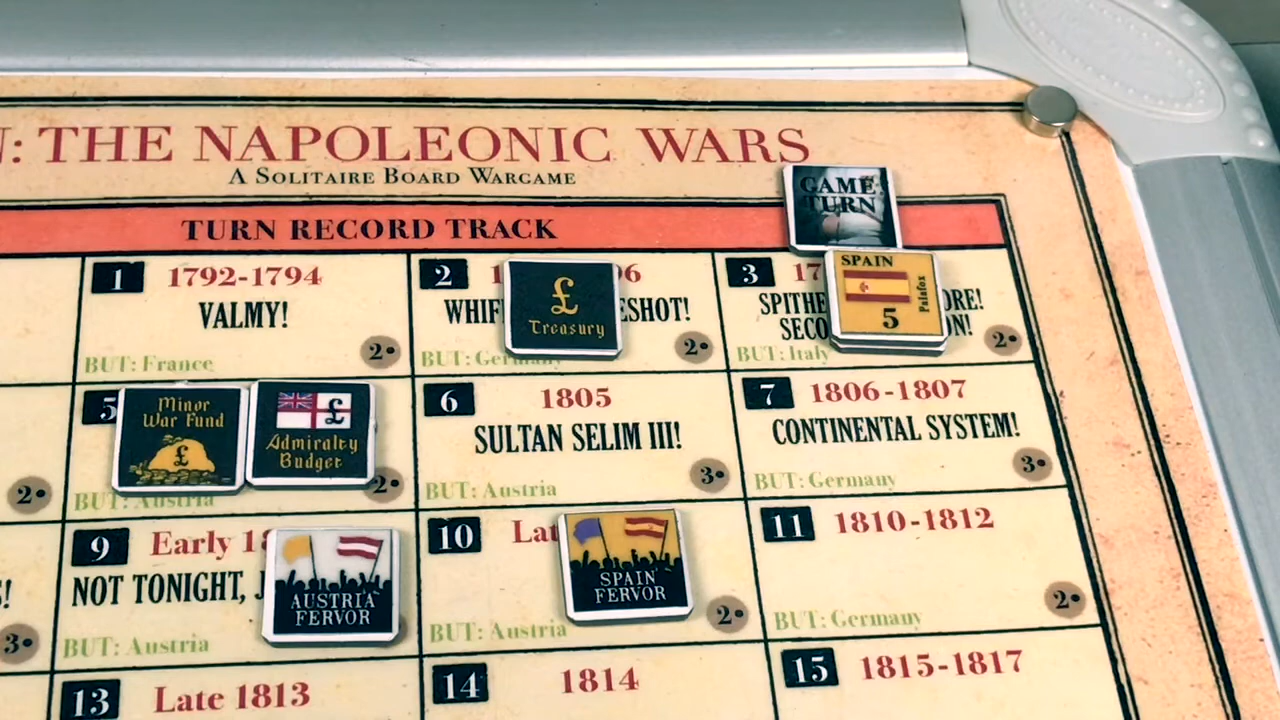 N: THE NAPOLEONIC WARS
A SOLITAIRE BOARD WARGAME
GAME
TURN
TURN RECORD TRACK
1 1792-1794
VALMY!
BUT: France
2•
2
£
Treasury
BUT: Germany
2•
3
SPAIN
Palafox
5
BUT: Italy
2•
2•
5
Minor
War Fund
£
£
Admiralty
Budget
BUT: Austria
2•
6 1805
SULTAN SELIM III!
BUT: Austria
3•
7 1806-1807
CONTINENTAL SYSTEM!
BUT: Germany
3•
3•
9 Early
NOT TONIGHT,
AUSTRIA
FERVOR
BUT: Austria
10
SPAIN
FERVOR
BUT: Austria
2•
11 1810-1812
BUT: Germany
2•
13 Late 1813
14 1814
15 1815-1817